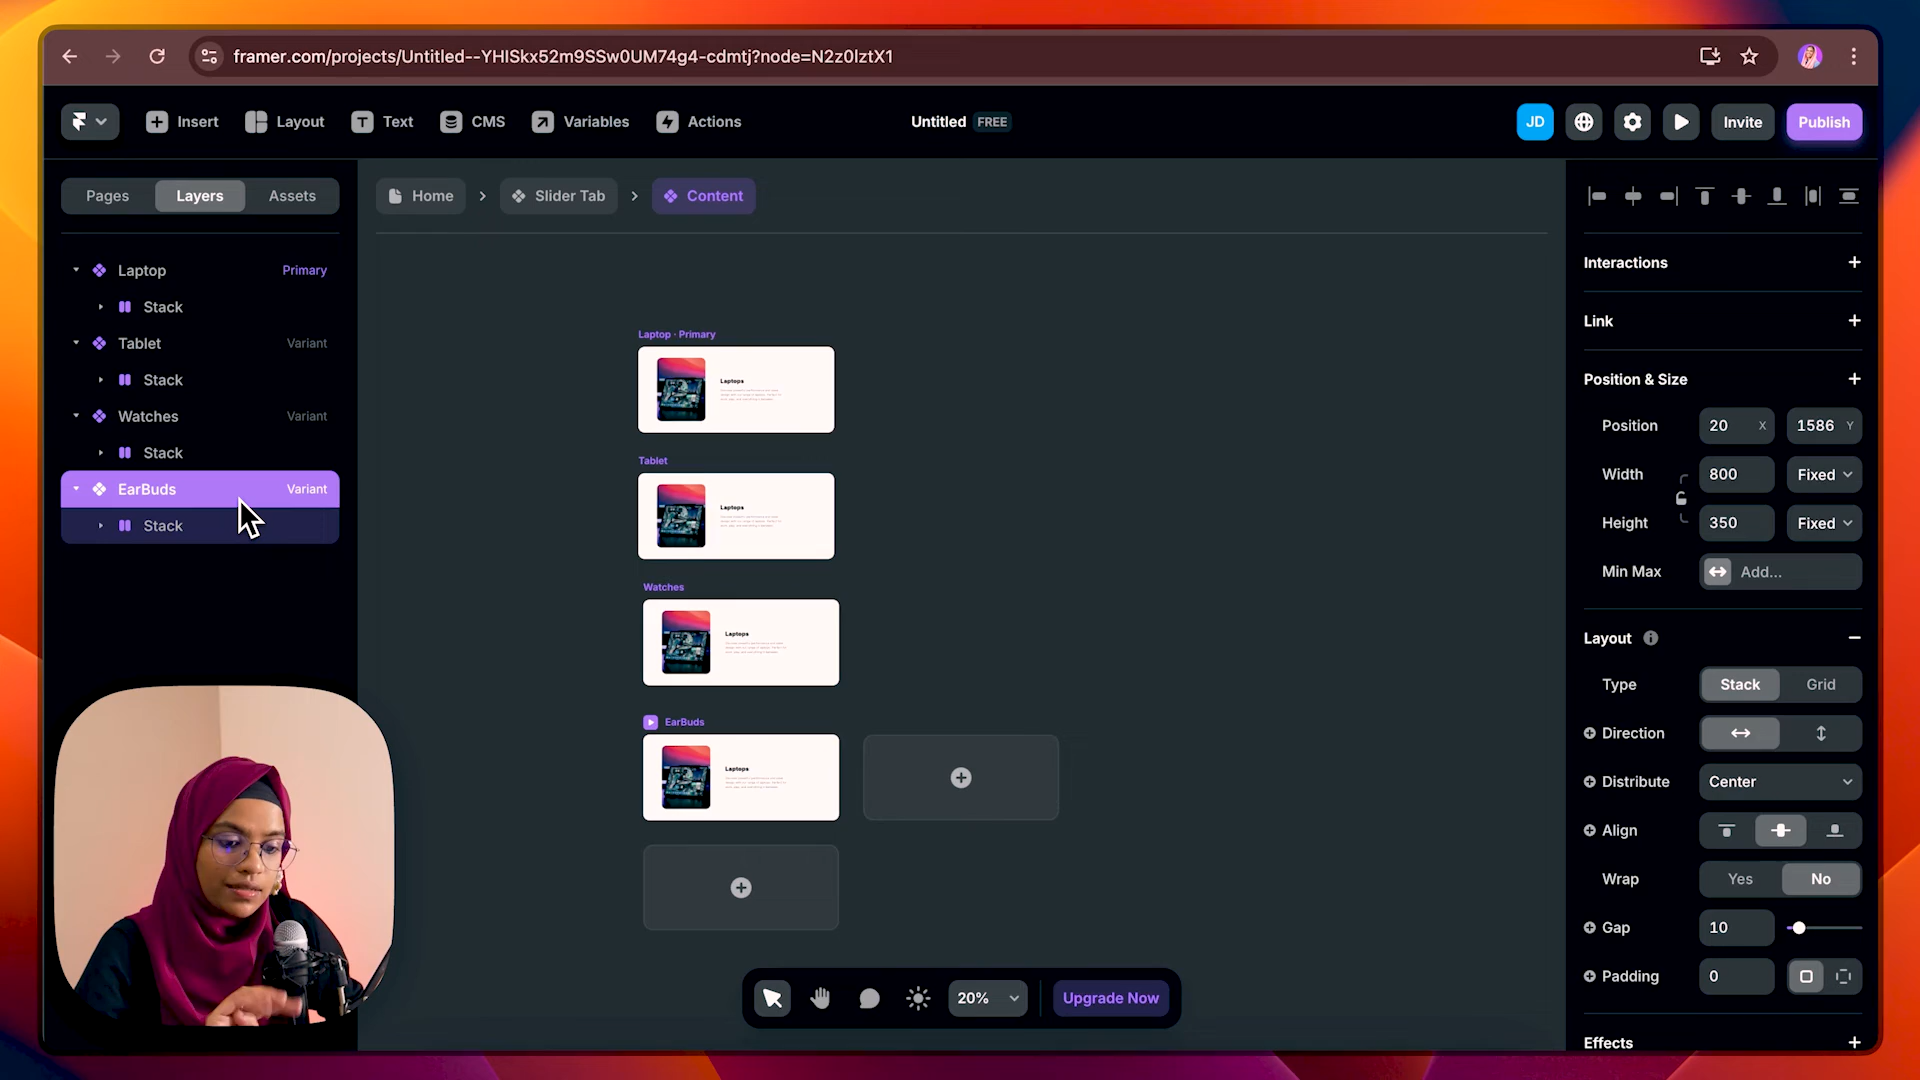 framer.com/projects/Untitled--YHISkx52m9SSw0UM74g4-cdmtj?node=N2z0IztX1
Insert
Layout
Text
CMS
Variables
Actions
Untitled FREE
JD
Invite
Publish
Pages
Layers
Assets
Home
Slider Tab
Content
Laptop Primary
Stack
Tablet Variant
Stack
Watches Variant
Stack
EarBuds Variant
Stack
Laptop · Primary
Laptops
Tablet
Laptops
Watches
Laptops
EarBuds
Laptops
20%
Upgrade Now
Interactions
Link
Position & Size
Position 20 X 1586 Y
Width 800 Fixed
Height 350 Fixed
Min Max Add...
Layout
Type Stack Grid
Direction
Distribute Center
Align
Wrap Yes No
Gap 10
Padding 0
Effects